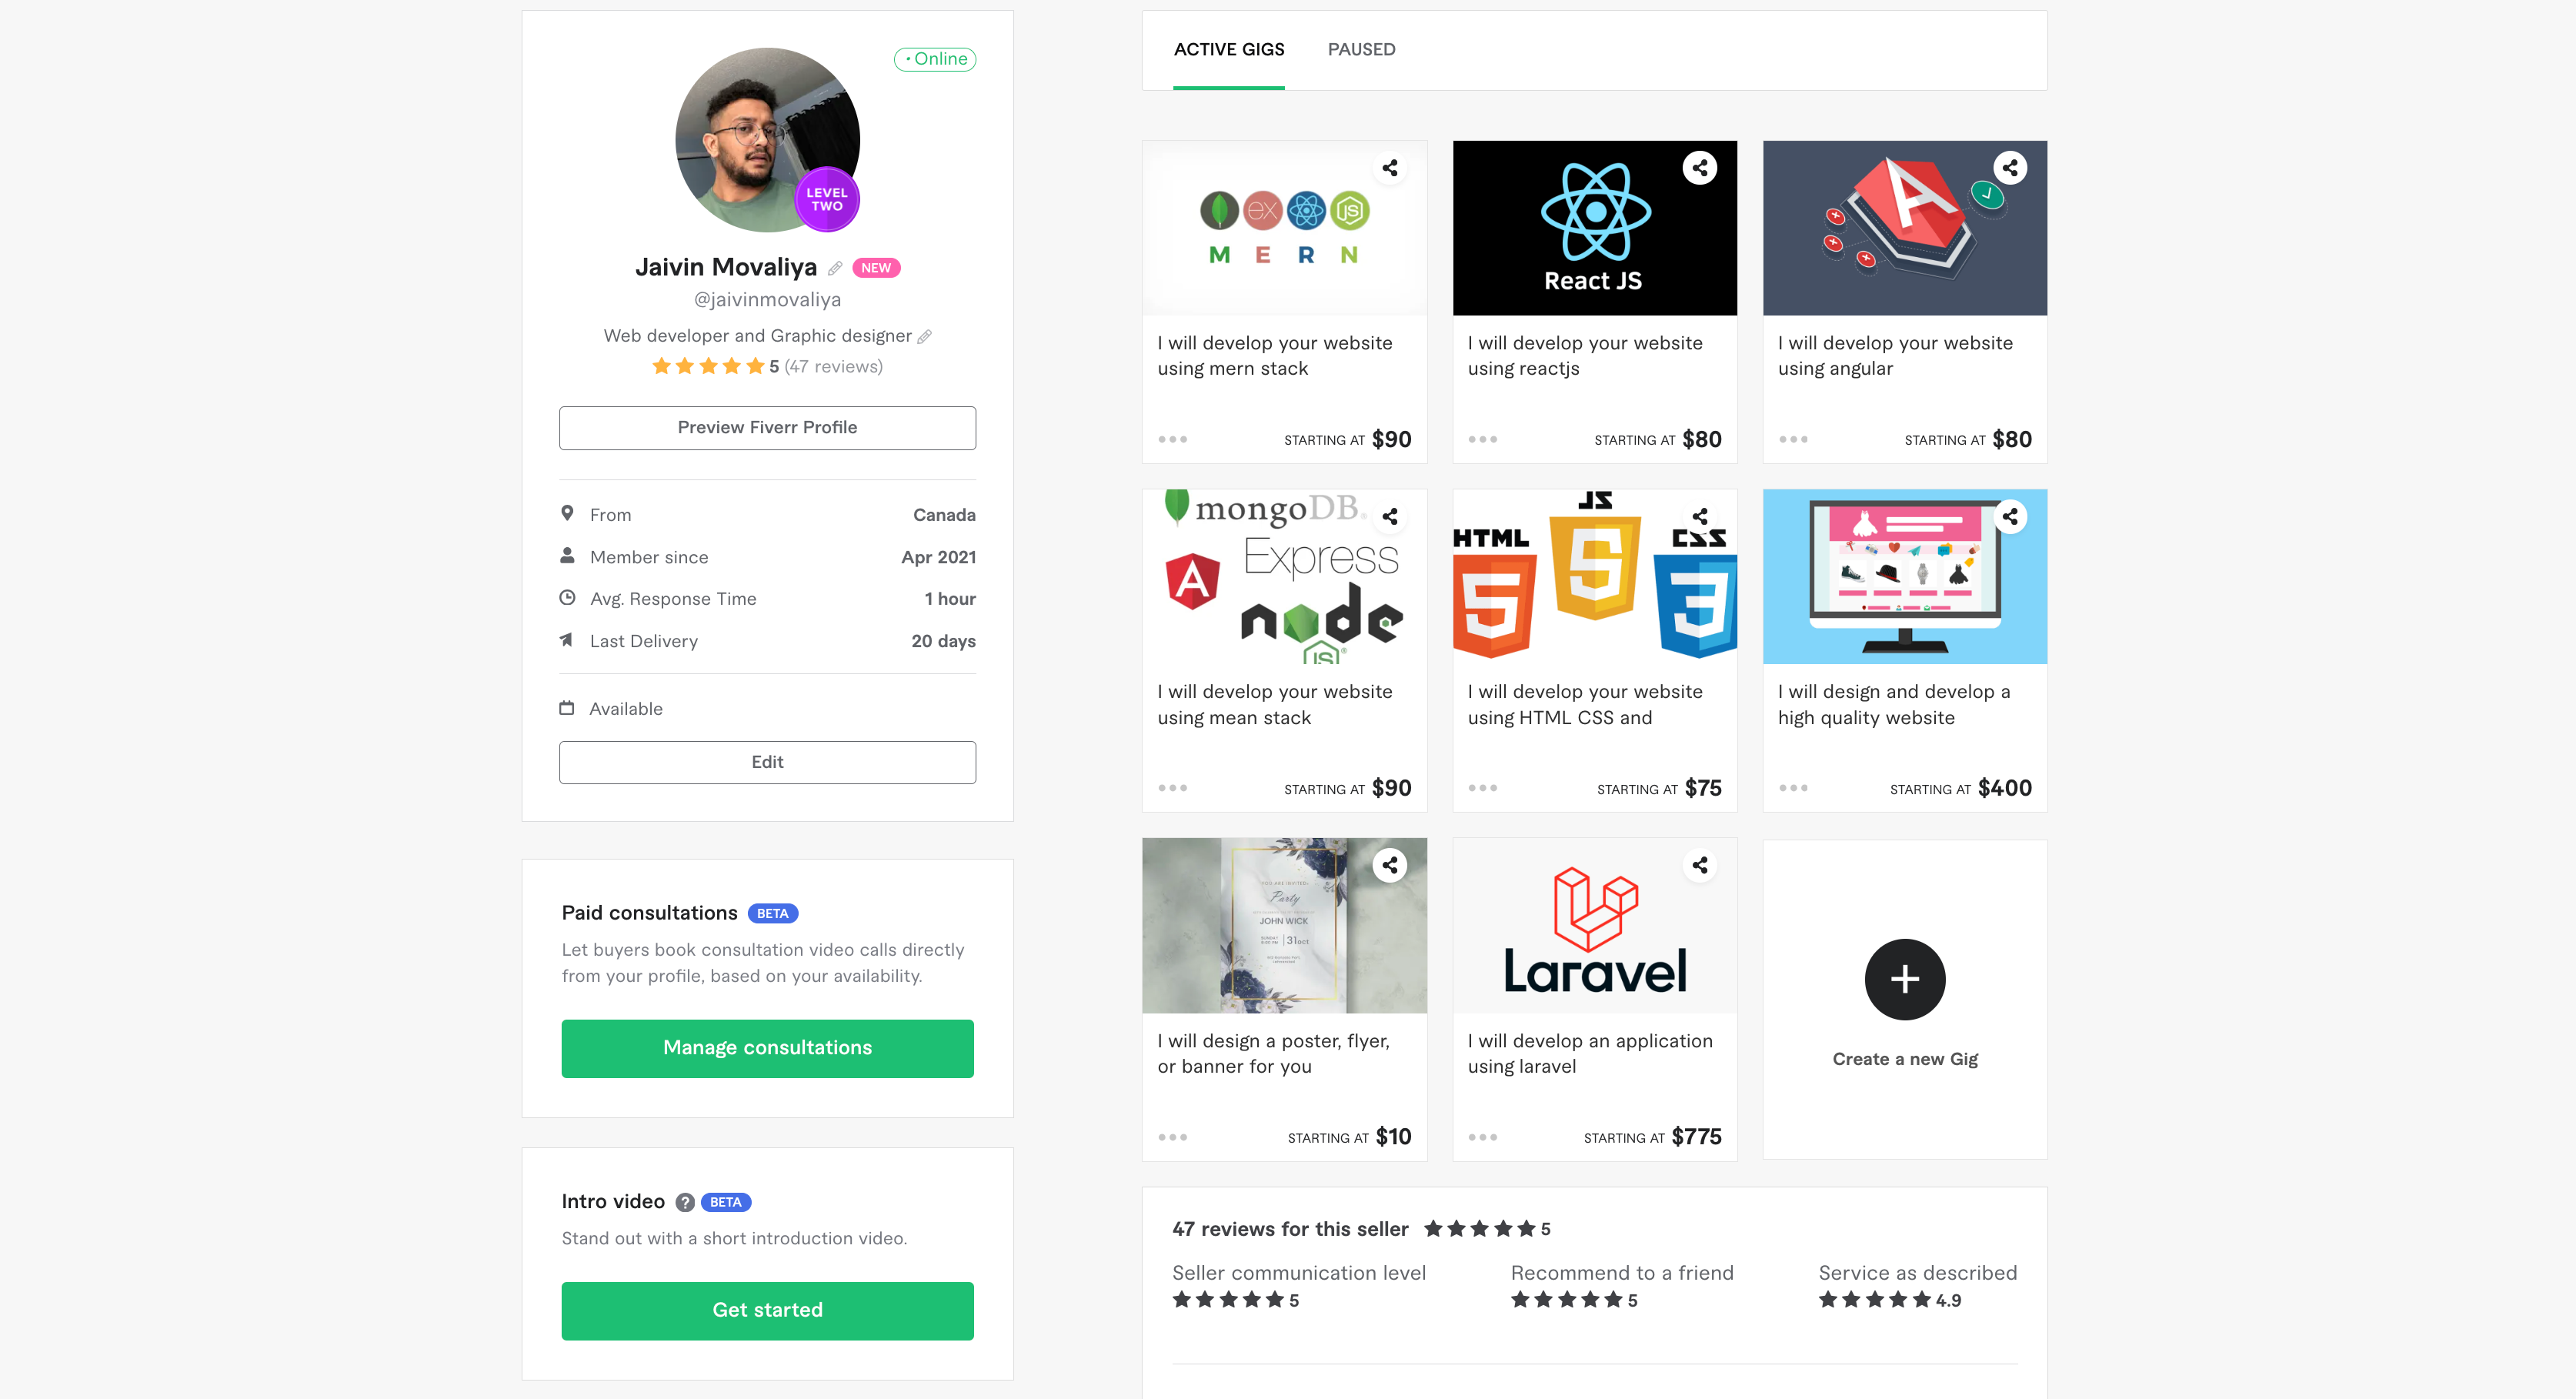 • Online
LEVEL
TWO
Jaivin Movaliya NEW
@jaivinmovaliya
Web developer and Graphic designer
5 (47 reviews)
Preview Fiverr Profile
From Canada
Member since Apr 2021
Avg. Response Time 1 hour
Last Delivery 20 days
Available
Edit
Paid consultations BETA
Let buyers book consultation video calls directly
from your profile, based on your availability.
Manage consultations
Intro video ? BETA
Stand out with a short introduction video.
Get started
ACTIVE GIGS PAUSED
ex JS
M E R N
I will develop your website
using mern stack
STARTING AT $90
React JS
I will develop your website
using reactjs
STARTING AT $80
A
I will develop your website
using angular
STARTING AT $80
mongoDB.
Express
A
node
JS
I will develop your website
using mean stack
STARTING AT $90
JS
HTML CSS
5 5 3
I will develop your website
using HTML CSS and
STARTING AT $75
I will design and develop a
high quality website
STARTING AT $400
YOU ARE INVITED
Party
JOHN WICK
SUNDAY
31oct
I will design a poster, flyer,
or banner for you
STARTING AT $10
Laravel
I will develop an application
using laravel
STARTING AT $775
+
Create a new Gig
47 reviews for this seller 5
Seller communication level
5
Recommend to a friend
5
Service as described
4.9